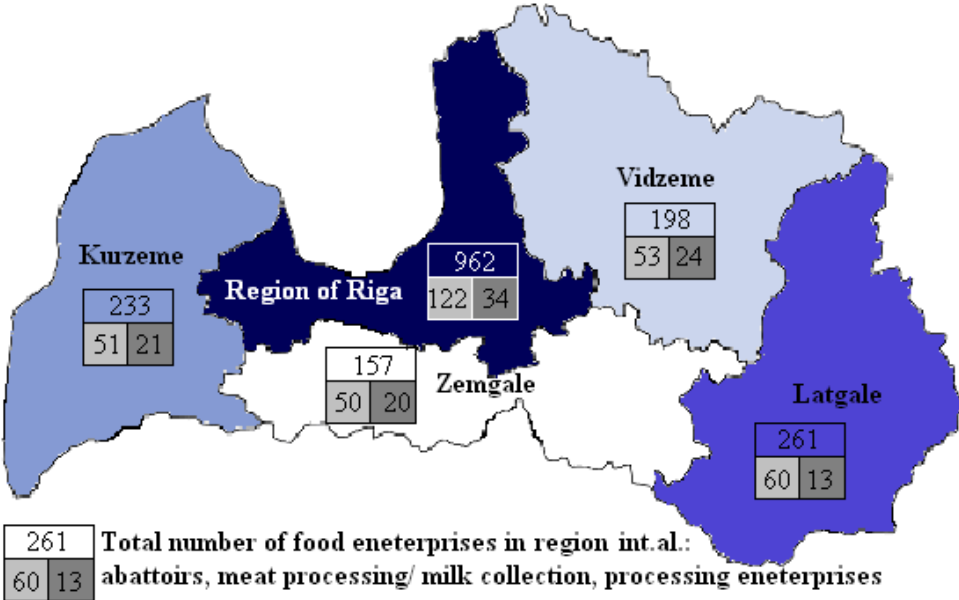 Vidzeme
198
53 24
Kurzeme
233
51 21
Region of Riga
962
122 34
157
50 20
Zemgale
Latgale
261
60 13
261 Total number of food eneterprises in region int.al.:
60 13 abattoirs, meat processing/ milk collection, processing eneterprises